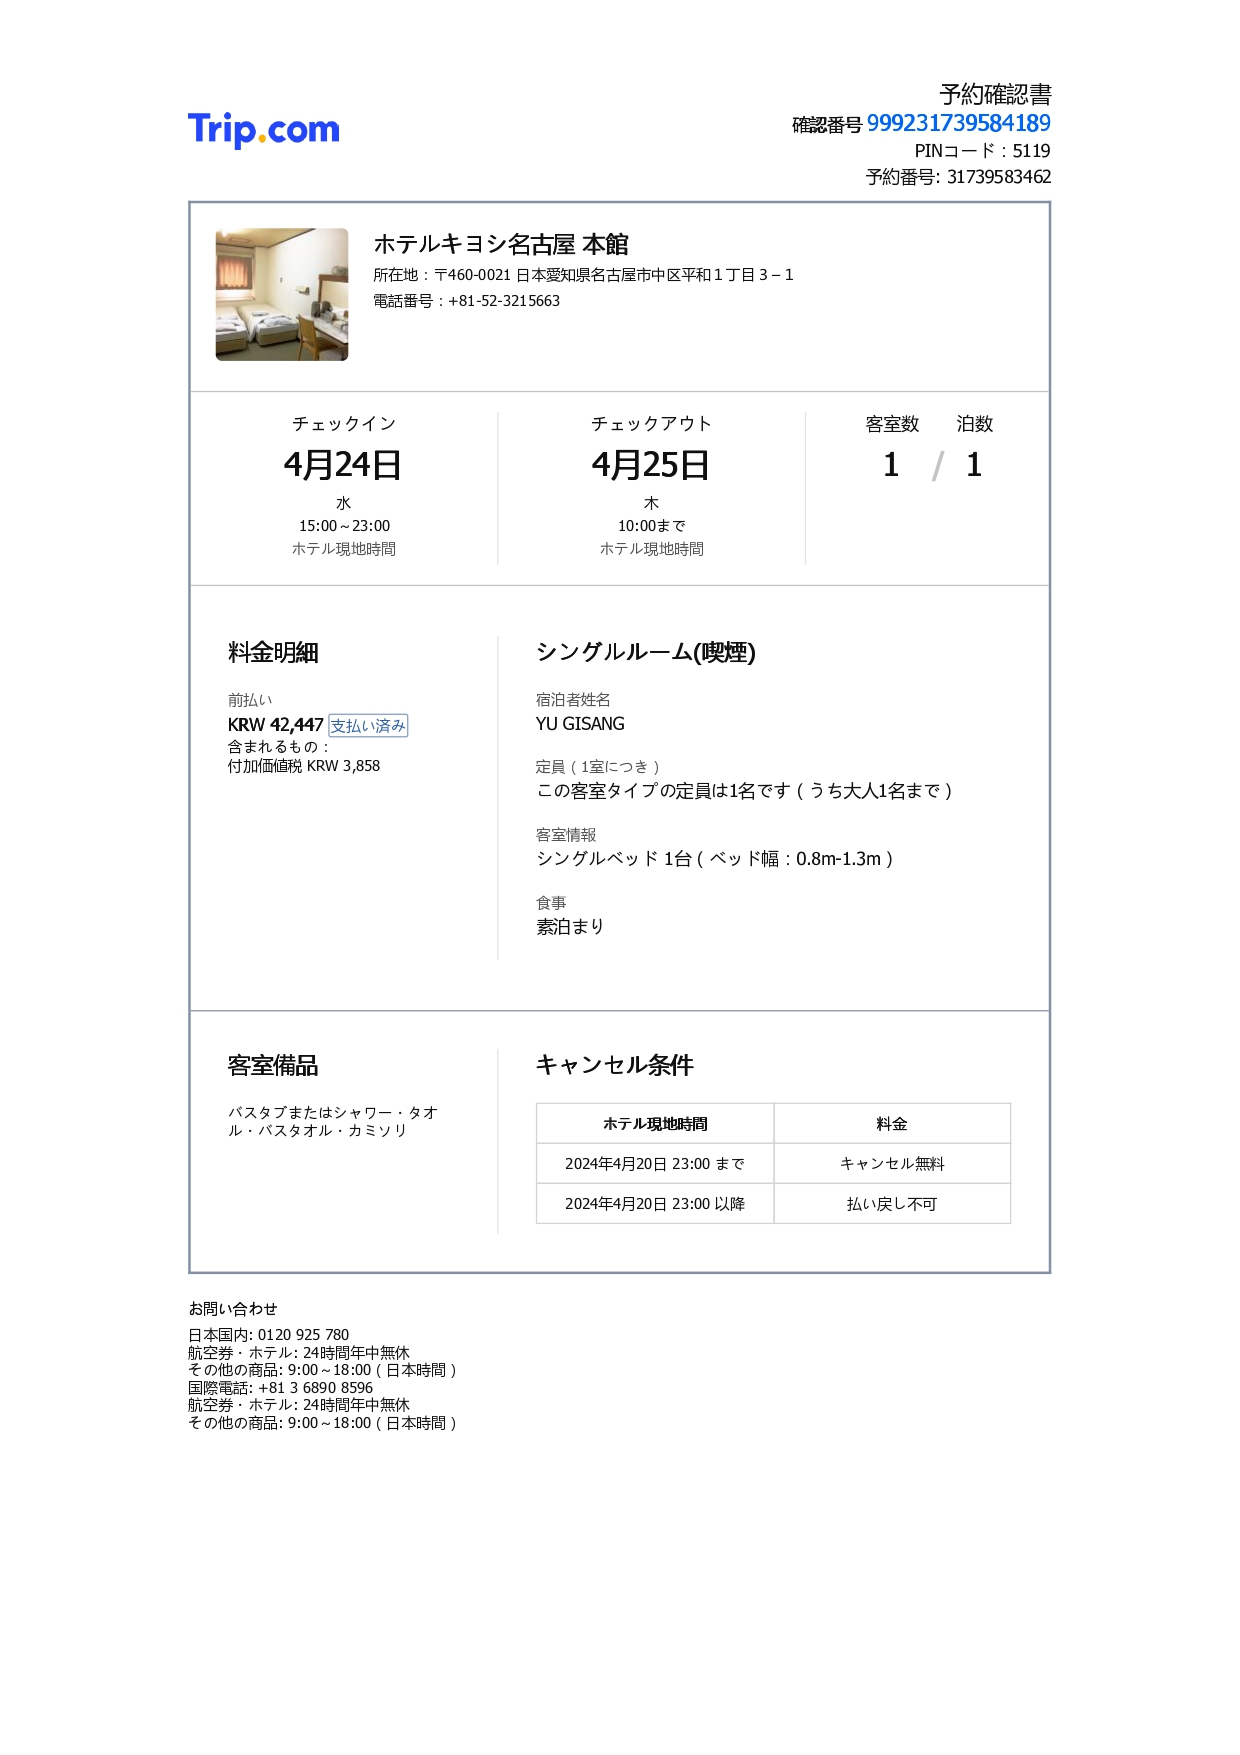 Trip.com
予約確認書
確認番号 999231739584189
PINコード：5119
予約番号: 31739583462
ホテルキヨシ名古屋 本館
所在地：〒460-0021 日本愛知県名古屋市中区平和１丁目３−１
電話番号：+81-52-3215663
チェックイン
4月24日
水
15:00～23:00
ホテル現地時間
チェックアウト
4月25日
木
10:00まで
ホテル現地時間
客室数 泊数
1 / 1
料金明細
前払い
KRW 42,447 支払い済み
含まれるもの：
付加価値税 KRW 3,858
シングルルーム(喫煙)
宿泊者姓名
YU GISANG
定員（1室につき）
この客室タイプの定員は1名です（うち大人1名まで）
客室情報
シングルベッド 1台（ベッド幅：0.8m-1.3m）
食事
素泊まり
客室備品
バスタブまたはシャワー・タオ
ル・バスタオル・カミソリ
キャンセル条件
ホテル現地時間 料金
2024年4月20日 23:00 まで キャンセル無料
2024年4月20日 23:00 以降 払い戻し不可
お問い合わせ
日本国内: 0120 925 780
航空券・ホテル: 24時間年中無休
その他の商品: 9:00～18:00（日本時間）
国際電話: +81 3 6890 8596
航空券・ホテル: 24時間年中無休
その他の商品: 9:00～18:00（日本時間）